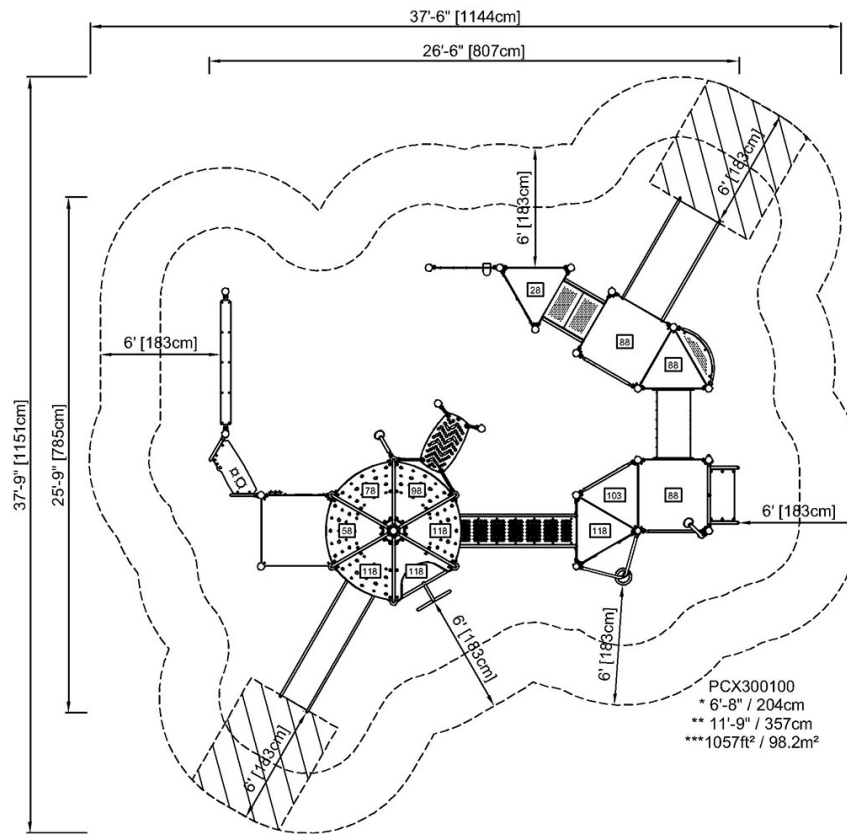 37'-6" [1144cm]
26'-6" [807cm]
37'-9" [1151cm]
25'-9" [785cm]
6' [183cm]
6' [183cm]
6' [183cm]
28
88
88
78
98
58
118
118
118
103
88
118
6' [183cm]
6' [183cm]
6' [183cm]
6' [183cm]
PCX300100
* 6'-8" / 204cm
** 11'-9" / 357cm
***1057ft² / 98.2m²